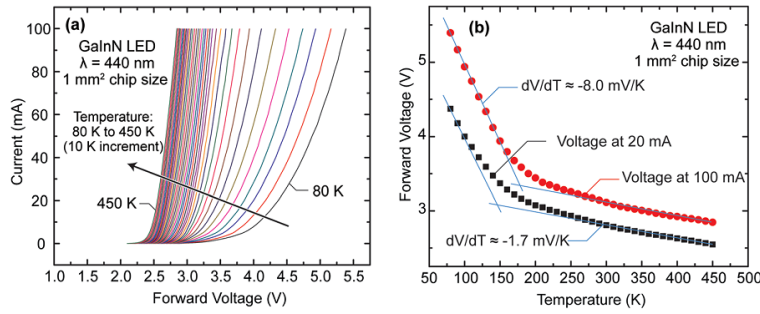 (a)
GaInN LED
λ = 440 nm
1 mm² chip size
Temperature:
80 K to 450 K
(10 K increment)
450 K
80 K
100
80
60
40
20
0
Current (mA)
1.0 1.5 2.0 2.5 3.0 3.5 4.0 4.5 5.0 5.5
Forward Voltage (V)
(b)
GaInN LED
λ = 440 nm
1 mm² chip size
dV/dT ≈ -8.0 mV/K
Voltage at 20 mA
Voltage at 100 mA
dV/dT ≈ -1.7 mV/K
5
4
3
Forward Voltage (V)
50 100 150 200 250 300 350 400 450 500
Temperature (K)